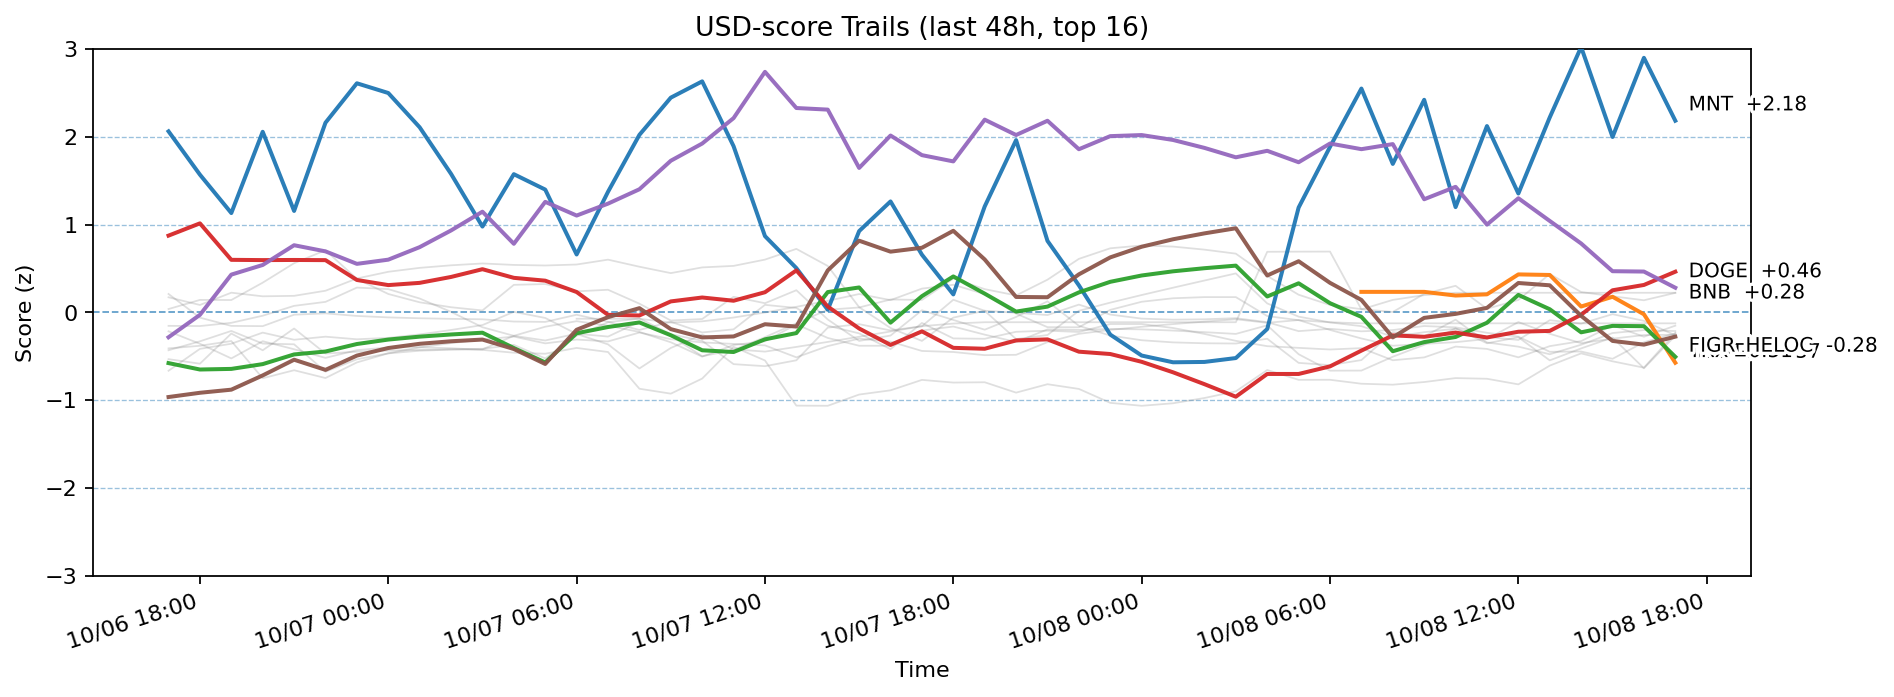 USD-score Trails (last 48h, top 16)
3
2
1
0
−1
−2
−3
Score (z)
MNT +2.18
DOGE +0.46
BNB +0.28
FIGR-HELOC -0.28
10/06 18:00
10/07 00:00
10/07 06:00
10/07 12:00
10/07 18:00
10/08 00:00
10/08 06:00
10/08 12:00
10/08 18:00
Time